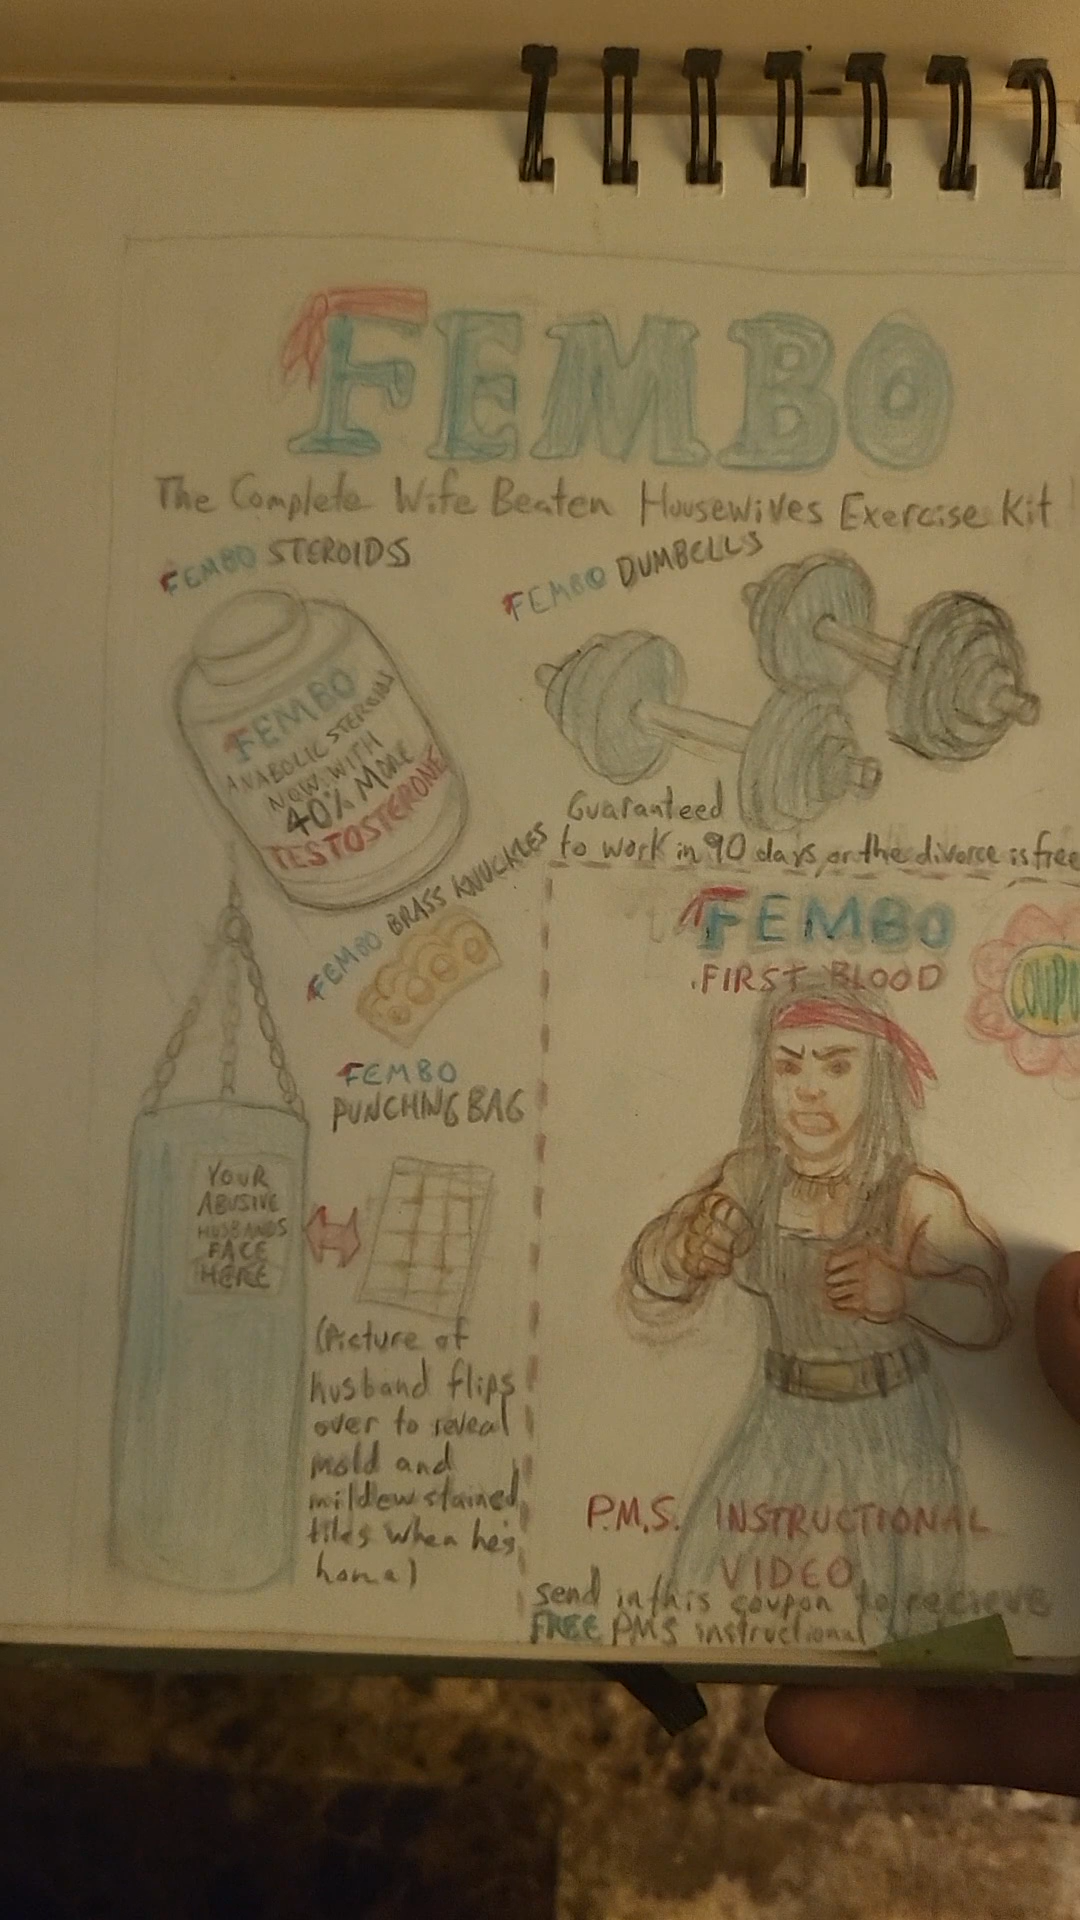 FEMBO
The Complete Wife Beaten Housewives Exercise Kit
FEMBO STEROIDS
FEMBO DUMBELLS
FEMBO
ANABOLIC STEROIDS
NOW WITH
40% MORE
TESTOSTERONE
Guaranteed
to work in 90 days or the divorce is free
FEMBO BRASS KNUCKLES
FEMBO
PUNCHING BAG
YOUR
ABUSIVE
HUSBANDS
FACE
HERE
(Picture of
husband flips
over to reveal
mold and
mildew stained
tiles when he's
home)
FEMBO
FIRST BLOOD
COUPO
P.M.S. INSTRUCTIONAL
VIDEO
send in this coupon to recieve
FREE PMS instructional